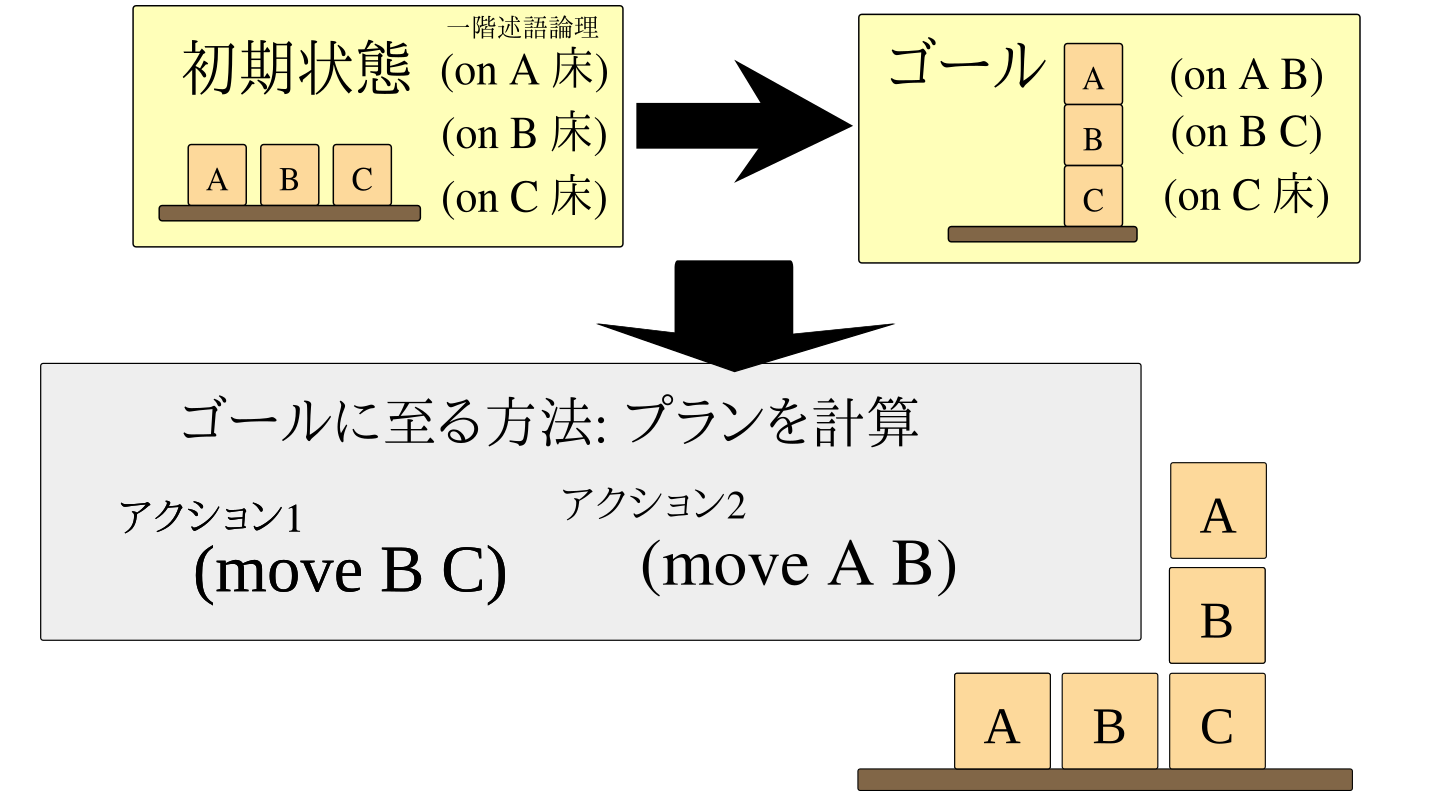 一階述語論理
初期状態
(on A 床)
(on B 床)
(on C 床)
A B C
ゴール
A
B
C
(on A B)
(on B C)
(on C 床)
ゴールに至る方法: プランを計算
アクション1
(move B C)
アクション2
(move A B)
A
B
A B C